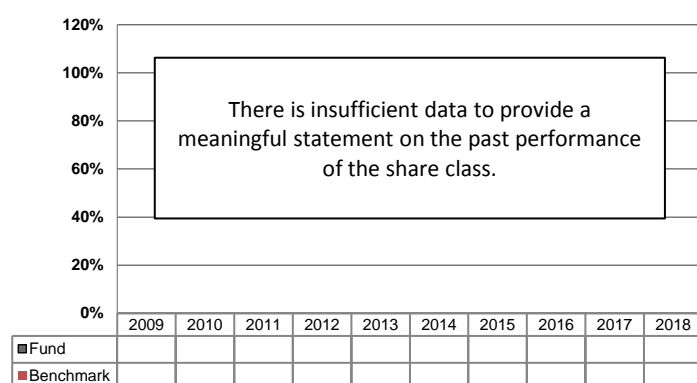 120%
100%
80%
60%
40%
20%
0%
There is insufficient data to provide a
meaningful statement on the past performance
of the share class.
2009 2010 2011 2012 2013 2014 2015 2016 2017 2018
Fund
Benchmark